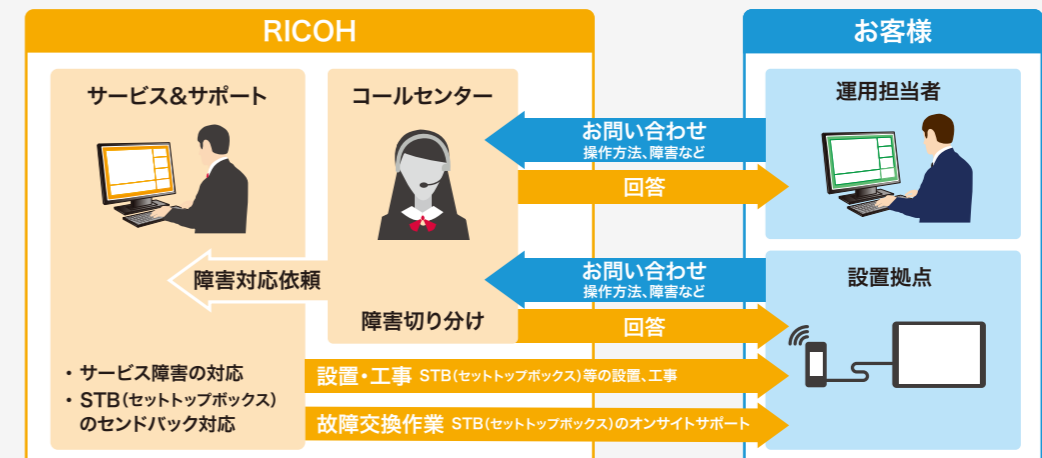 RICOH
お客様
サービス&サポート
コールセンター
運用担当者
お問い合わせ
操作方法、障害など
回答
障害対応依頼
障害切り分け
お問い合わせ
操作方法、障害など
回答
設置拠点
・サービス障害の対応
・STB(セットトップボックス)
のセンドバック対応
設置・工事 STB(セットトップボックス)等の設置、工事
故障交換作業 STB(セットトップボックス)のオンサイトサポート